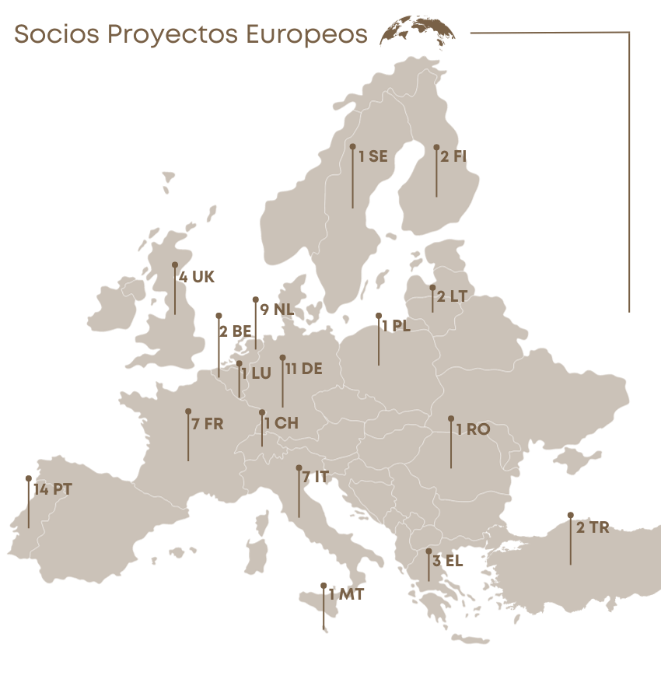 Socios Proyectos Europeos
1 SE
2 FI
4 UK
9 NL
2 LT
2 BE
1 PL
1 LU
11 DE
7 FR
1 CH
1 RO
7 IT
14 PT
2 TR
3 EL
1 MT